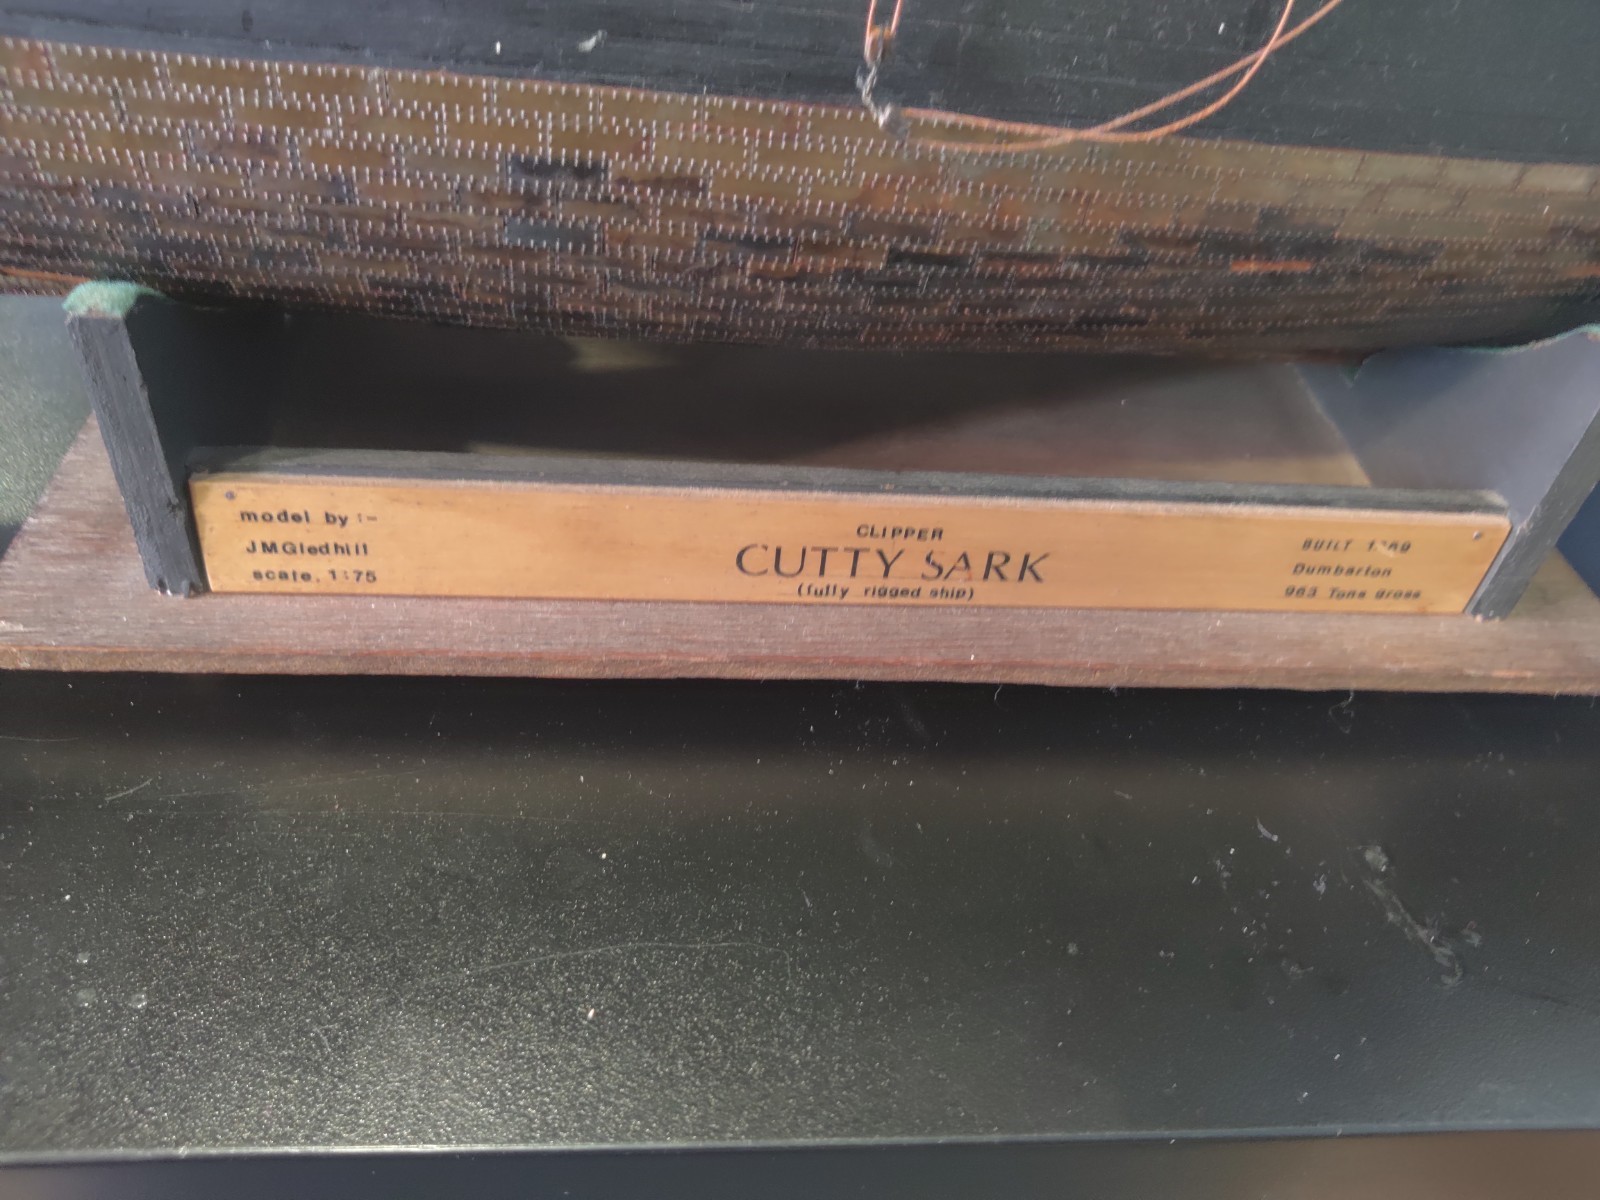 model by :-
JMGledhill
scale. 1:75
CLIPPER
CUTTY SARK
(fully rigged ship)
BUILT
Dumbarton
963 Tons gross